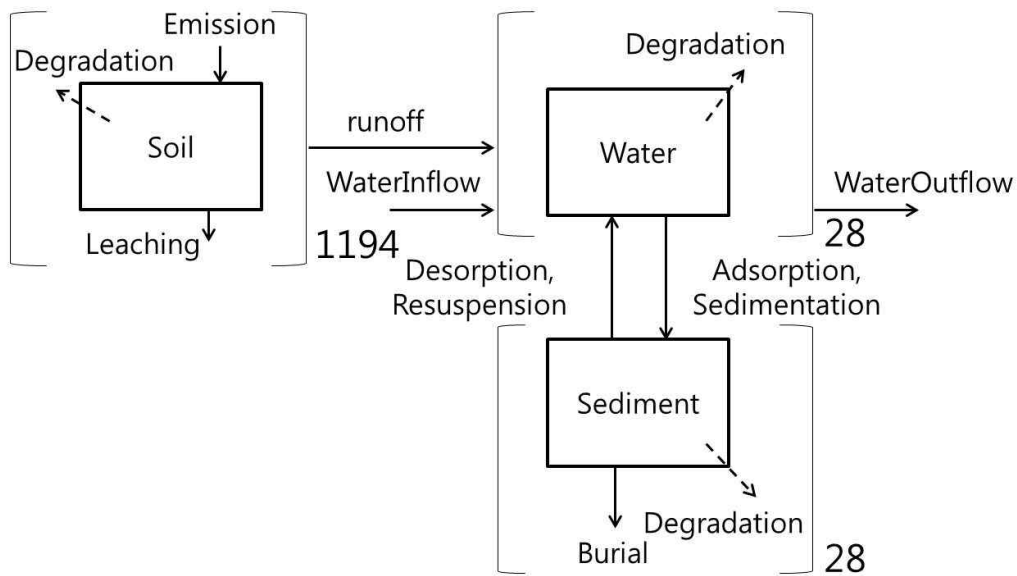 Emission
Degradation
Soil
Leaching
1194
runoff
WaterInflow
Degradation
Water
WaterOutflow
28
Desorption,
Resuspension
Adsorption,
Sedimentation
Sediment
Degradation
Burial
28